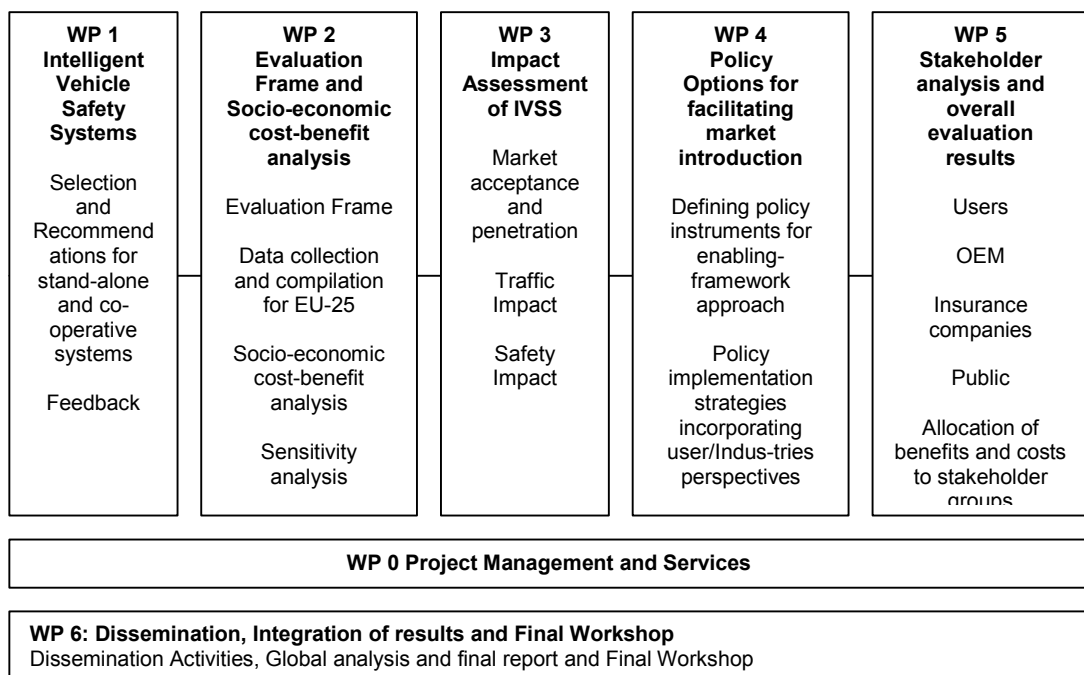 WP 1
Intelligent
Vehicle
Safety
Systems
Selection
and
Recommend
ations for
stand-alone
and co-
operative
systems
Feedback
WP 2
Evaluation
Frame and
Socio-economic
cost-benefit
analysis
Evaluation Frame
Data collection
and compilation
for EU-25
Socio-economic
cost-benefit
analysis
Sensitivity
analysis
WP 3
Impact
Assessment
of IVSS
Market
acceptance
and
penetration
Traffic
Impact
Safety
Impact
WP 4
Policy
Options for
facilitating
market
introduction
Defining policy
instruments for
enabling-
framework
approach
Policy
implementation
strategies
incorporating
user/Indus-tries
perspectives
WP 5
Stakeholder
analysis and
overall
evaluation
results
Users
OEM
Insurance
companies
Public
Allocation of
benefits and costs
to stakeholder
groups
WP 0 Project Management and Services
WP 6: Dissemination, Integration of results and Final Workshop
Dissemination Activities, Global analysis and final report and Final Workshop